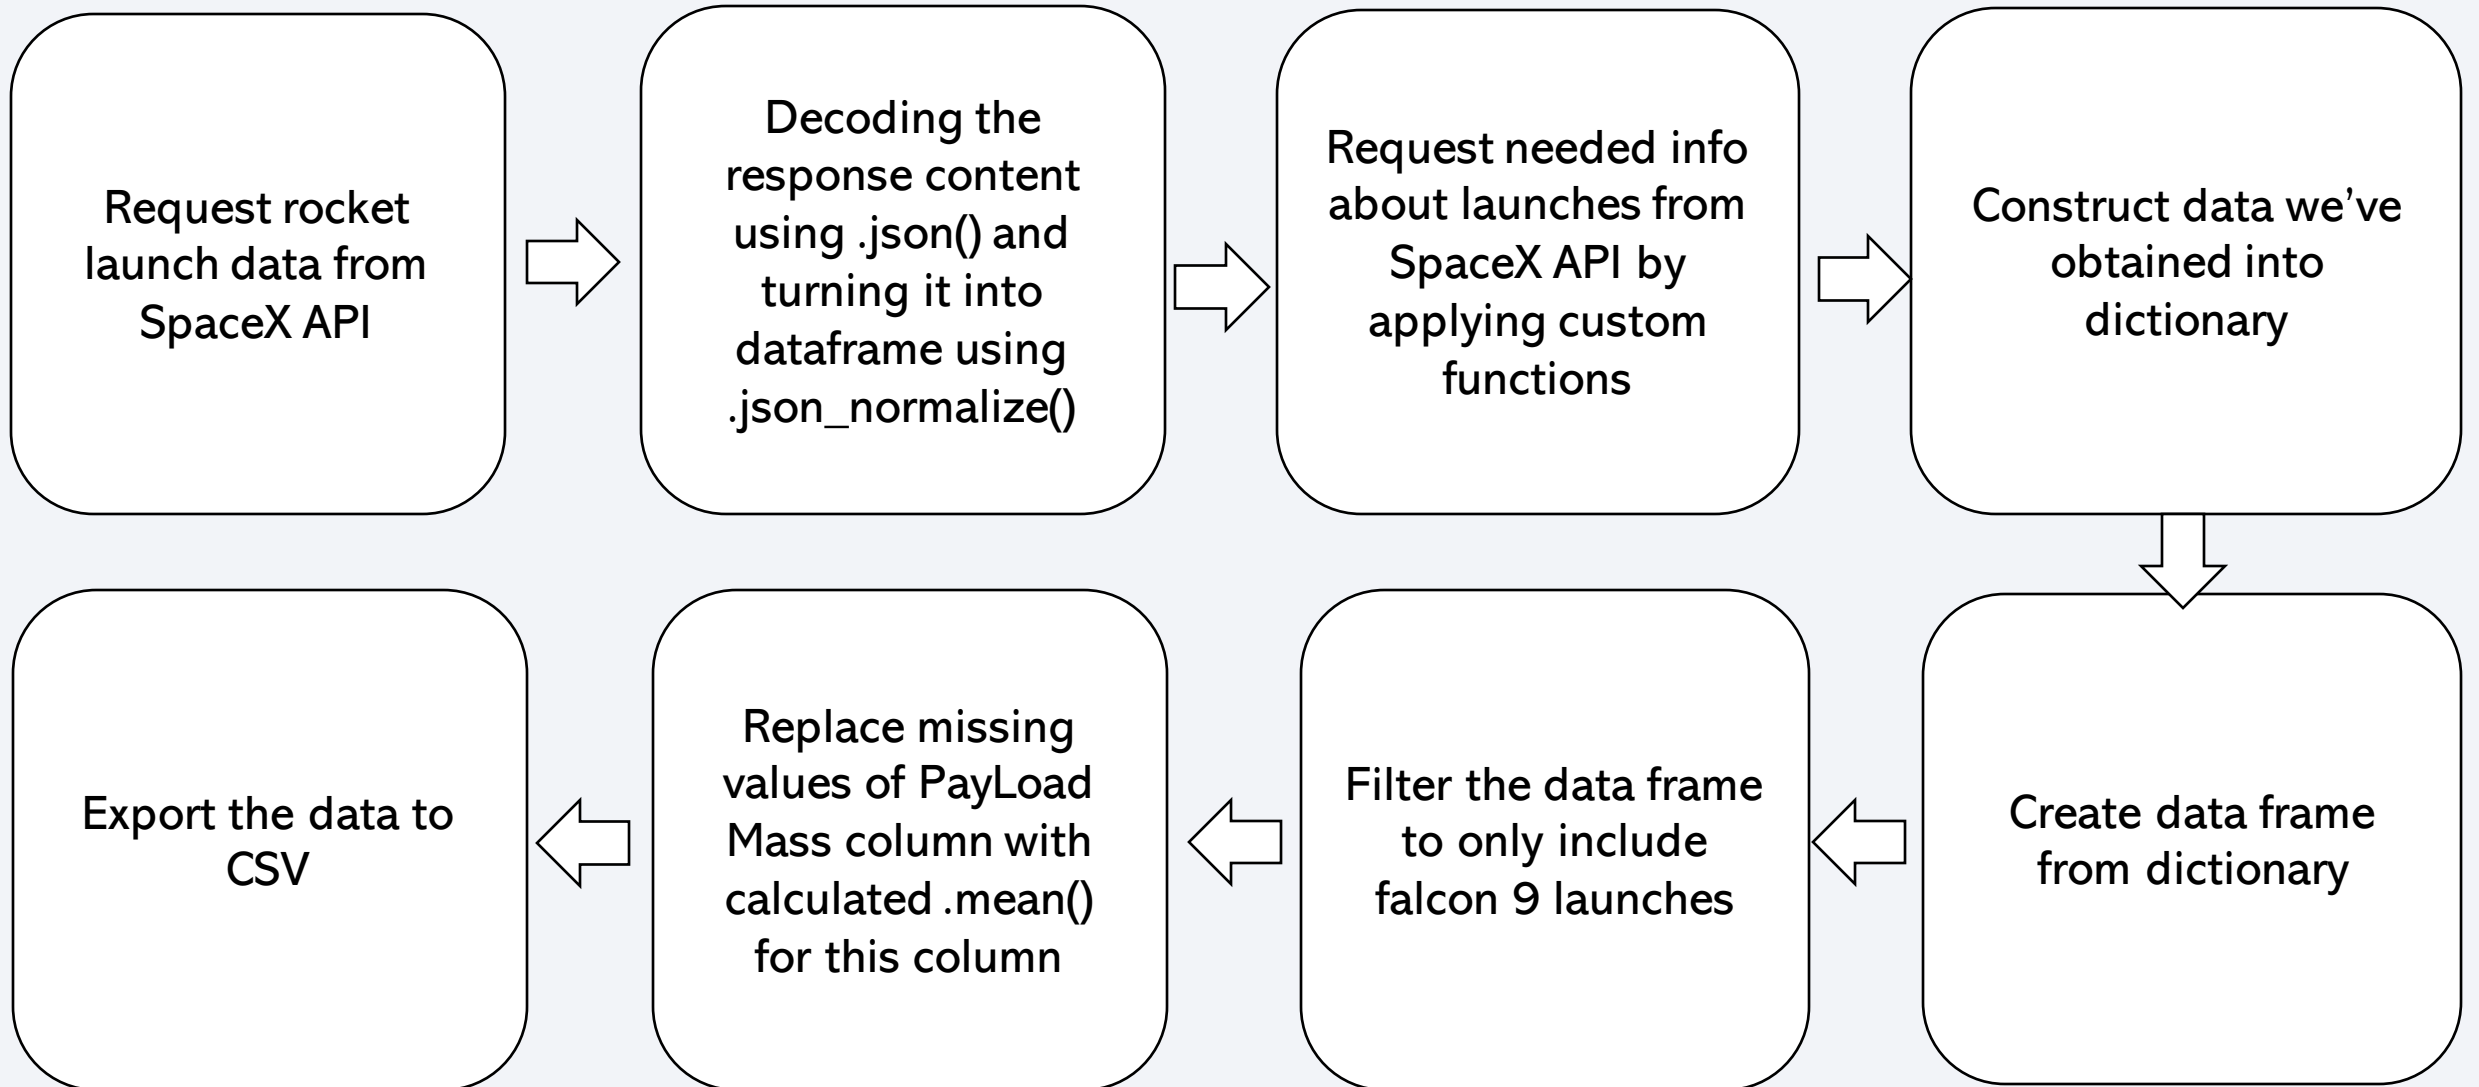 Request rocket
launch data from
SpaceX API
Decoding the
response content
using .json() and
turning it into
dataframe using
.json_normalize()
Request needed info
about launches from
SpaceX API by
applying custom
functions
Construct data we’ve
obtained into
dictionary
Create data frame
from dictionary
Filter the data frame
to only include
falcon 9 launches
Replace missing
values of PayLoad
Mass column with
calculated .mean()
for this column
Export the data to
CSV